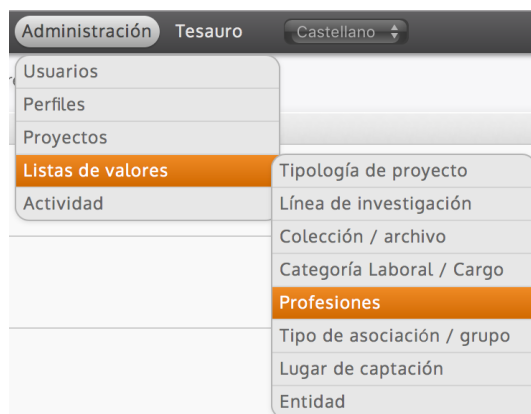 Administración Tesauro Castellano
Usuarios
Perfiles
Proyectos
Listas de valores
Actividad
Tipología de proyecto
Línea de investigación
Colección / archivo
Categoría Laboral / Cargo
Profesiones
Tipo de asociación / grupo
Lugar de captación
Entidad